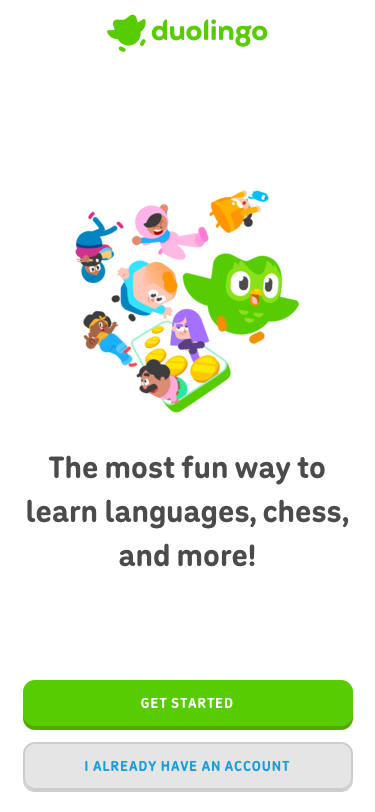 duolingo
The most fun way to
learn languages, chess,
and more!
GET STARTED
I ALREADY HAVE AN ACCOUNT